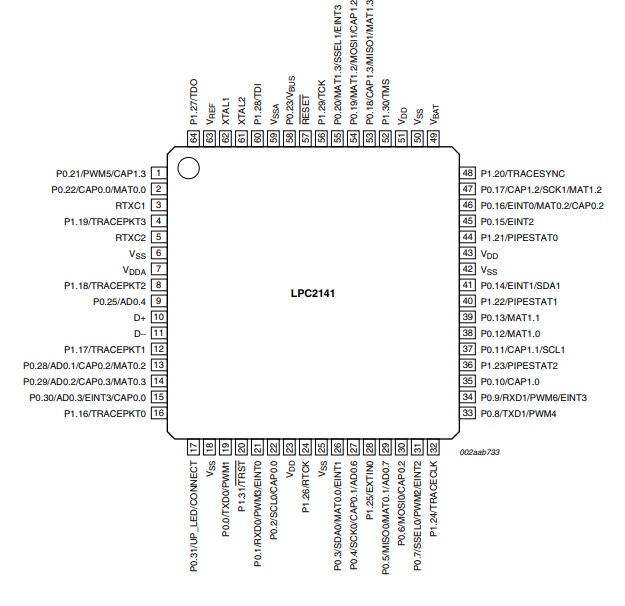 P1.27/TDO
VREF
XTAL1
XTAL2
P1.28/TDI
VSSA
P0.23/VBUS
RESET
P1.29/TCK
P0.20/MAT1.3/SSEL1/EINT3
P0.19/MAT1.2/MOSI1/CAP1.2
P0.18/CAP1.3/MISO1/MAT1.3
P1.30/TMS
VDD
VSS
VBAT
64 63 62 61 60 59 58 57 56 55 54 53 52 51 50 49
P0.21/PWM5/CAP1.3 1
P0.22/CAP0.0/MAT0.0 2
RTXC1 3
P1.19/TRACEPKT3 4
RTXC2 5
VSS 6
VDDA 7
P1.18/TRACEPKT2 8
P0.25/AD0.4 9
D+ 10
D− 11
P1.17/TRACEPKT1 12
P0.28/AD0.1/CAP0.2/MAT0.2 13
P0.29/AD0.2/CAP0.3/MAT0.3 14
P0.30/AD0.3/EINT3/CAP0.0 15
P1.16/TRACEPKT0 16
LPC2141
48 P1.20/TRACESYNC
47 P0.17/CAP1.2/SCK1/MAT1.2
46 P0.16/EINT0/MAT0.2/CAP0.2
45 P0.15/EINT2
44 P1.21/PIPESTAT0
43 VDD
42 VSS
41 P0.14/EINT1/SDA1
40 P1.22/PIPESTAT1
39 P0.13/MAT1.1
38 P0.12/MAT1.0
37 P0.11/CAP1.1/SCL1
36 P1.23/PIPESTAT2
35 P0.10/CAP1.0
34 P0.9/RXD1/PWM6/EINT3
33 P0.8/TXD1/PWM4
17 18 19 20 21 22 23 24 25 26 27 28 29 30 31 32
P0.31/UP_LED/CONNECT
VSS
P0.0/TXD0/PWM1
P1.31/TRST
P0.1/RXD0/PWM3/EINT0
P0.2/SCL0/CAP0.0
VDD
P1.26/RTCK
VSS
P0.3/SDA0/MAT0.0/EINT1
P0.4/SCK0/CAP0.1/AD0.6
P1.25/EXTIN0
P0.5/MISO0/MAT0.1/AD0.7
P0.6/MOSI0/CAP0.2
P0.7/SSEL0/PWM2/EINT2
P1.24/TRACECLK
002aab733